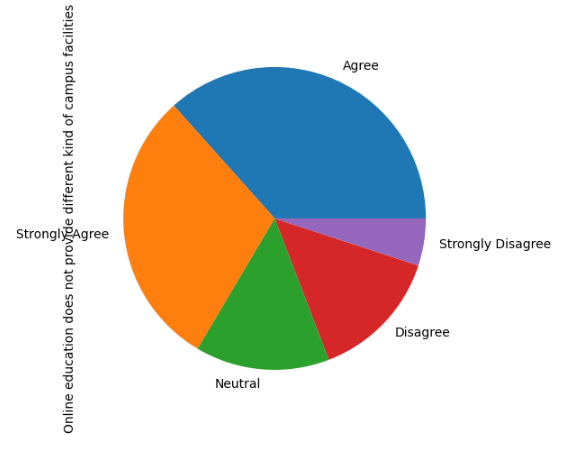 Online education does not provide different kind of campus facilities
Agree
Strongly Agree
Strongly Disagree
Disagree
Neutral